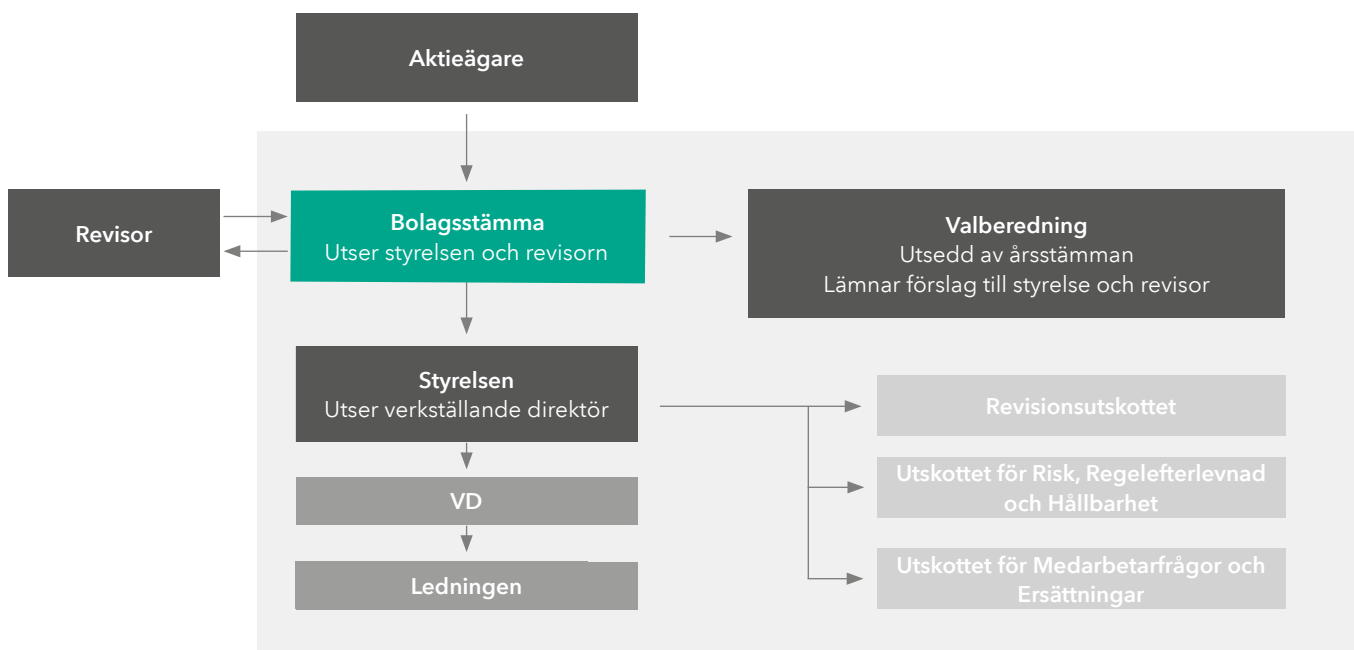 Aktieägare
Revisor
Bolagsstämma
Utser styrelsen och revisorn
Valberedning
Utsedd av årsstämman
Lämnar förslag till styrelse och revisor
Styrelsen
Utser verkställande direktör
Revisionsutskottet
VD
Utskottet för Risk, Regelefterlevnad
och Hållbarhet
Ledningen
Utskottet för Medarbetarfrågor och
Ersättningar